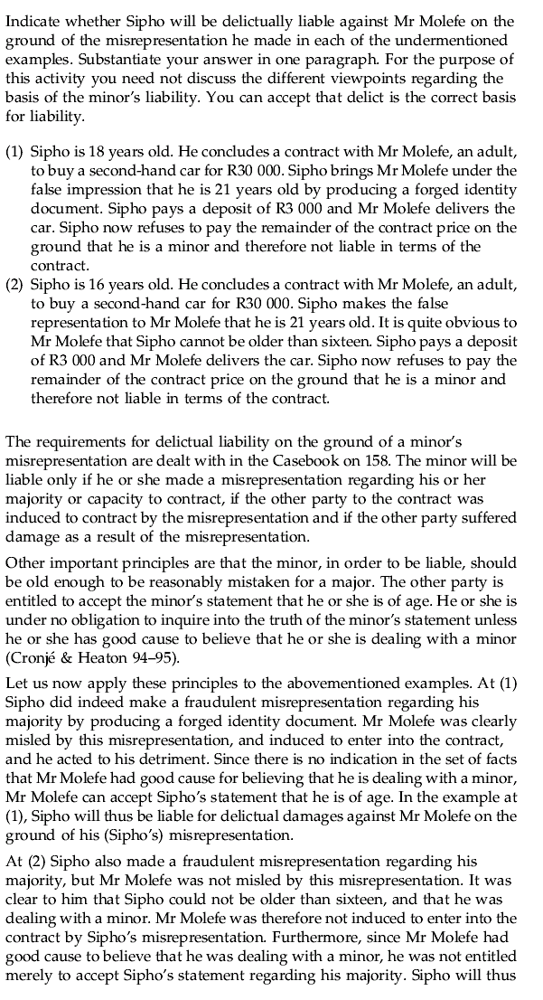 Indicate whether Sipho will be delictually liable against Mr Molefe on the
ground of the misrepresentation he made in each of the undermentioned
examples. Substantiate your answer in one paragraph. For the purpose of
this activity you need not discuss the different viewpoints regarding the
basis of the minor's liability. You can accept that delict is the correct basis
for liability.
(1) Sipho is 18 years old. He concludes a contract with Mr Molefe, an adult,
to buy a second-hand car for R30 000. Sipho brings Mr Molefe under the
false impression that he is 21 years old by producing a forged identity
document. Sipho pays a deposit of R3 000 and Mr Molefe delivers the
car. Sipho now refuses to pay the remainder of the contract price on the
ground that he is a minor and therefore not liable in terms of the
contract.
(2) Sipho is 16 years old. He concludes a contract with Mr Molefe, an adult,
to buy a second-hand car for R30 000. Sipho makes the false
representation to Mr Molefe that he is 21 years old. It is quite obvious to
Mr Molefe that Sipho cannot be older than sixteen. Sipho pays a deposit
of R3 000 and Mr Molefe delivers the car. Sipho now refuses to pay the
remainder of the contract price on the ground that he is a minor and
therefore not liable in terms of the contract.
The requirements for delictual liability on the ground of a minor's
misrepresentation are dealt with in the Casebook on 158. The minor will be
liable only if he or she made a misrepresentation regarding his or her
majority or capacity to contract, if the other party to the contract was
induced to contract by the misrepresentation and if the other party suffered
damage as a result of the misrepresentation.
Other important principles are that the minor, in order to be liable, should
be old enough to be reasonably mistaken for a major. The other party is
entitled to accept the minor's statement that he or she is of age. He or she is
under no obligation to inquire into the truth of the minor's statement unless
he or she has good cause to believe that he or she is dealing with a minor
(Cronjé & Heaton 94–95).
Let us now apply these principles to the abovementioned examples. At (1)
Sipho did indeed make a fraudulent misrepresentation regarding his
majority by producing a forged identity document. Mr Molefe was clearly
misled by this misrepresentation, and induced to enter into the contract,
and he acted to his detriment. Since there is no indication in the set of facts
that Mr Molefe had good cause for believing that he is dealing with a minor,
Mr Molefe can accept Sipho's statement that he is of age. In the example at
(1), Sipho will thus be liable for delictual damages against Mr Molefe on the
ground of his (Sipho's) misrepresentation.
At (2) Sipho also made a fraudulent misrepresentation regarding his
majority, but Mr Molefe was not misled by this misrepresentation. It was
clear to him that Sipho could not be older than sixteen, and that he was
dealing with a minor. Mr Molefe was therefore not induced to enter into the
contract by Sipho's misrepresentation. Furthermore, since Mr Molefe had
good cause to believe that he was dealing with a minor, he was not entitled
merely to accept Sipho's statement regarding his majority. Sipho will thus